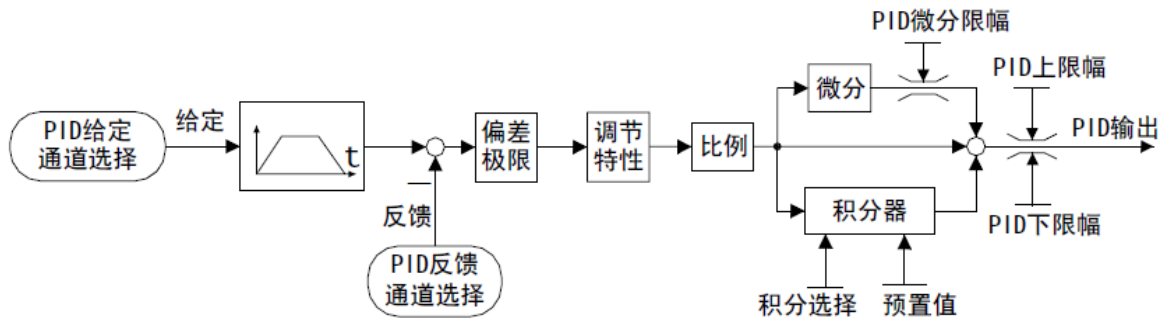 PID微分限幅
PID上限幅
微分
PID给定
通道选择
给定
t
偏差
极限
调节
特性
比例
PID输出
反馈
积分器
PID下限幅
PID反馈
通道选择
积分选择
预置值